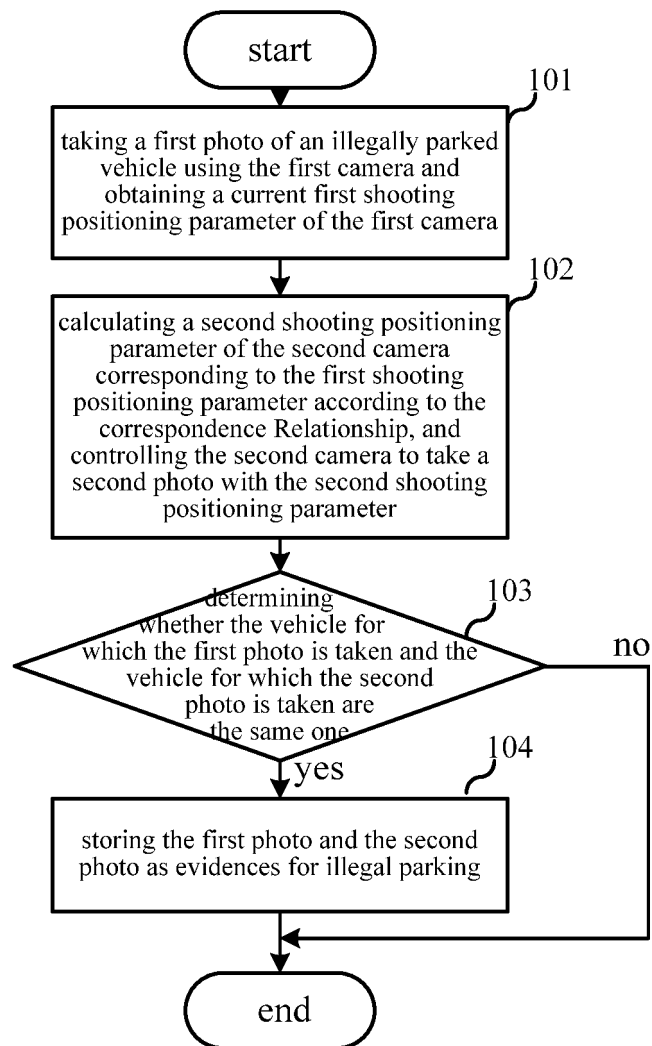 start
101
taking a first photo of an illegally parked
vehicle using the first camera and
obtaining a current first shooting
positioning parameter of the first camera
102
calculating a second shooting positioning
parameter of the second camera
corresponding to the first shooting
positioning parameter according to the
correspondence Relationship, and
controlling the second camera to take a
second photo with the second shooting
positioning parameter
103
determining
whether the vehicle for
which the first photo is taken and the
vehicle for which the second
photo is taken are
the same one
no
yes
104
storing the first photo and the second
photo as evidences for illegal parking
end